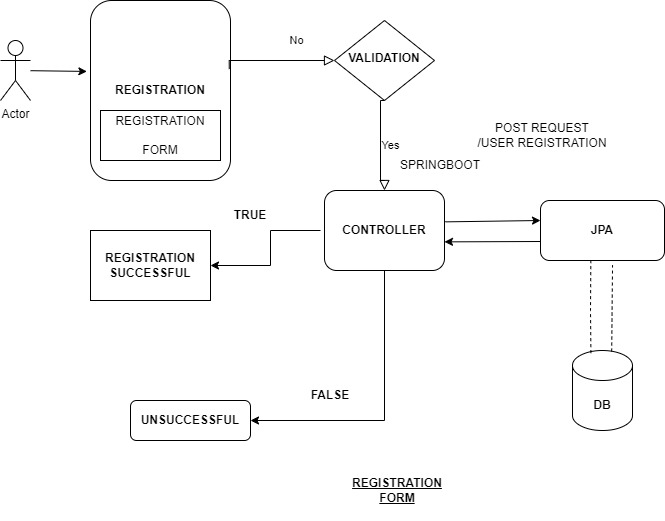 No
VALIDATION
REGISTRATION
REGISTRATION
FORM
Actor
POST REQUEST
/USER REGISTRATION
Yes
SPRINGBOOT
TRUE
CONTROLLER
JPA
REGISTRATION
SUCCESSFUL
FALSE
UNSUCCESSFUL
DB
REGISTRATION
FORM